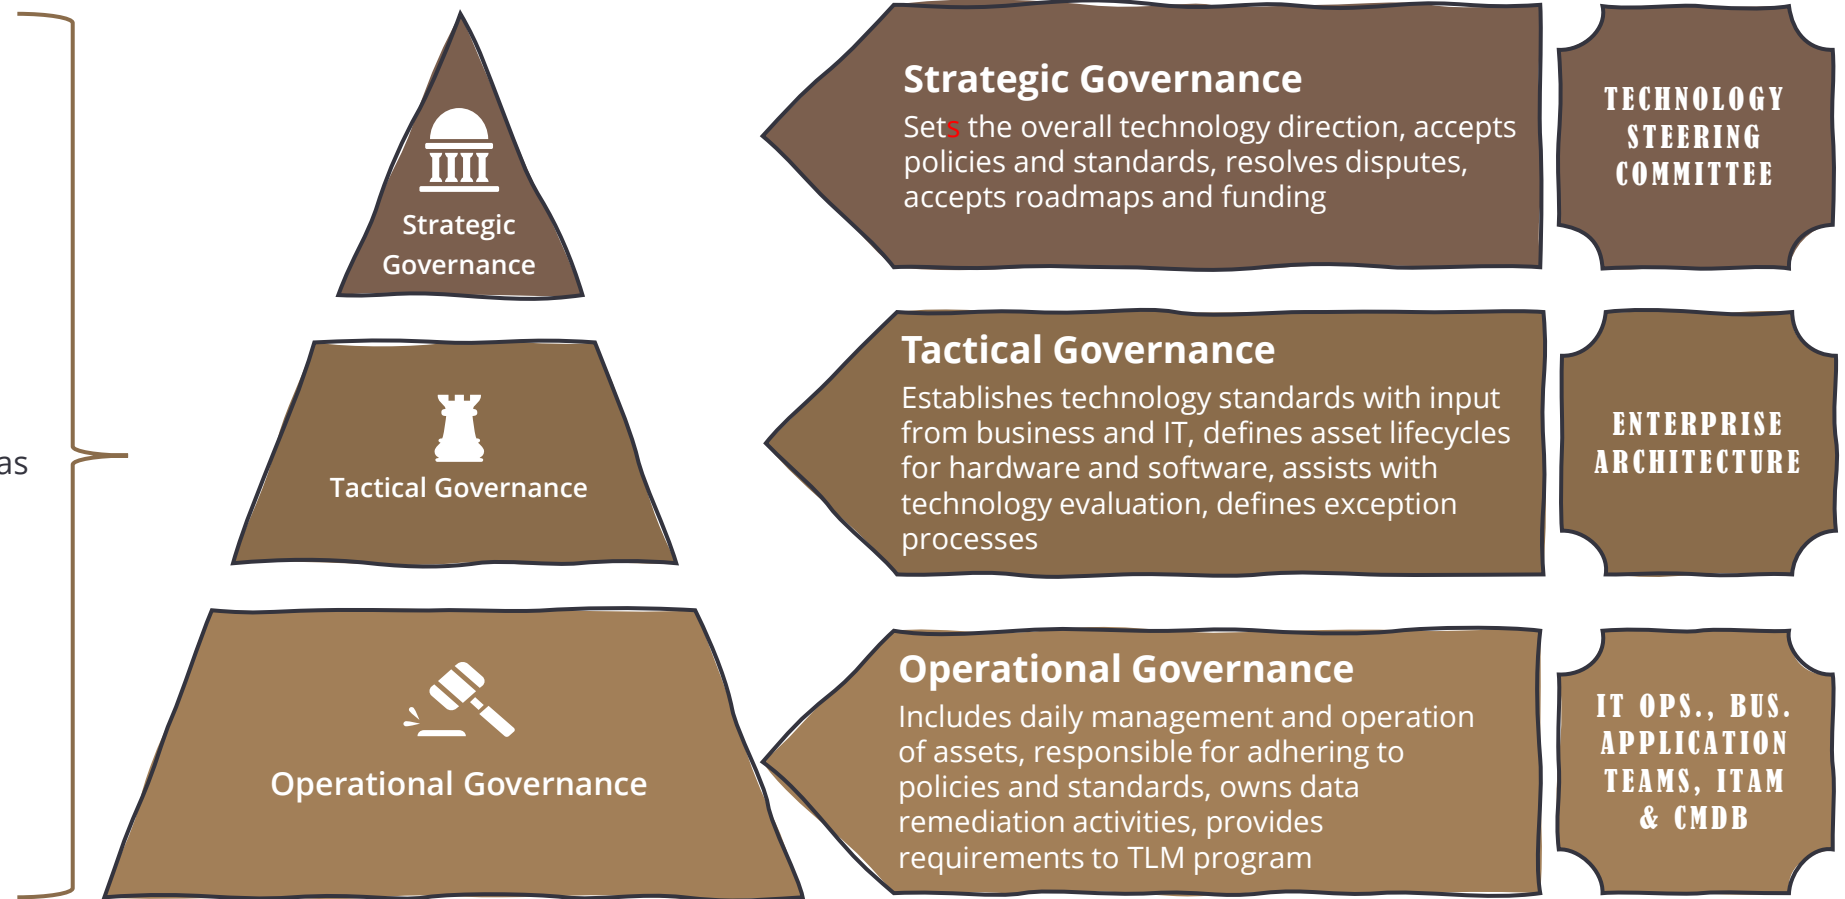 as
Strategic
Governance
Tactical Governance
Operational Governance
Strategic Governance
Sets the overall technology direction, accepts
policies and standards, resolves disputes,
accepts roadmaps and funding
TECHNOLOGY
STEERING
COMMITTEE
Tactical Governance
Establishes technology standards with input
from business and IT, defines asset lifecycles
for hardware and software, assists with
technology evaluation, defines exception
processes
ENTERPRISE
ARCHITECTURE
Operational Governance
Includes daily management and operation
of assets, responsible for adhering to
policies and standards, owns data
remediation activities, provides
requirements to TLM program
IT OPS., BUS.
APPLICATION
TEAMS, ITAM
& CMDB